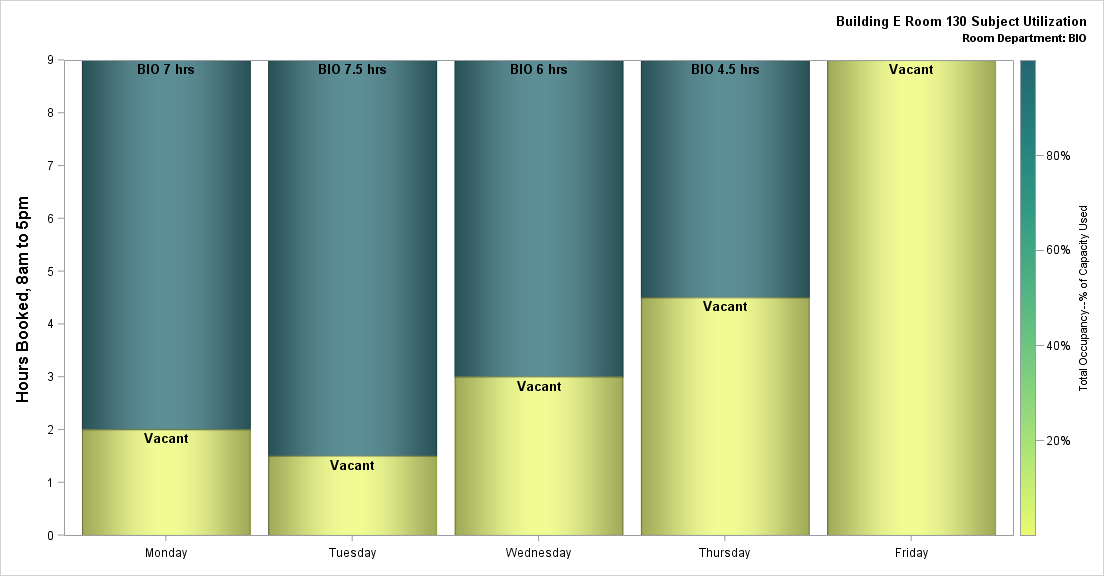 Building E Room 130 Subject Utilization
Room Department: BIO
Hours Booked, 8am to 5pm
9
8
7
6
5
4
3
2
1
0
BIO 7 hrs
BIO 7.5 hrs
BIO 6 hrs
BIO 4.5 hrs
Vacant
Vacant
Vacant
Vacant
Vacant
Monday
Tuesday
Wednesday
Thursday
Friday
80%
60%
40%
20%
Total Occupancy--% of Capacity Used